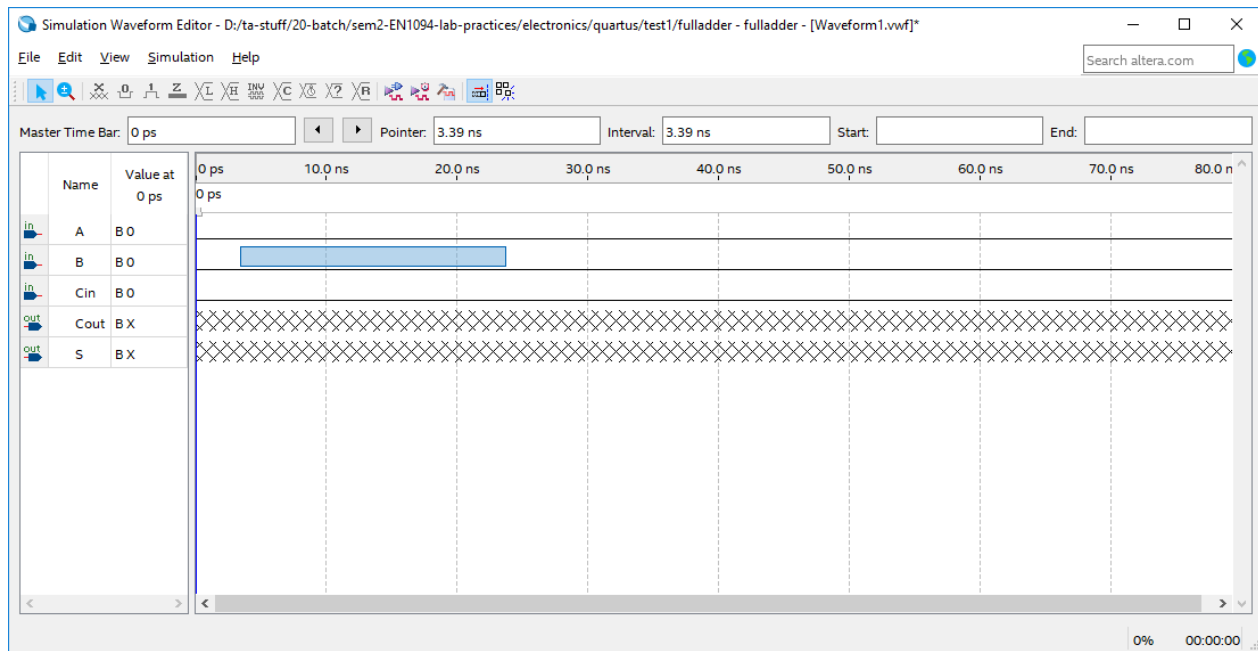 Simulation Waveform Editor - D:/ta-stuff/20-batch/sem2-EN1094-lab-practices/electronics/quartus/test1/fulladder - fulladder - [Waveform1.vwf]*
File Edit View Simulation Help
Search altera.com
0 1 Z L H INV C 2 R
Master Time Bar: 0 ps Pointer: 3.39 ns Interval: 3.39 ns Start: End:
Name Value at 0 ps
0 ps 10.0 ns 20.0 ns 30.0 ns 40.0 ns 50.0 ns 60.0 ns 70.0 ns 80.0 n
0 ps
in A B 0
in B B 0
in Cin B 0
out Cout B X
out S B X
0% 00:00:00